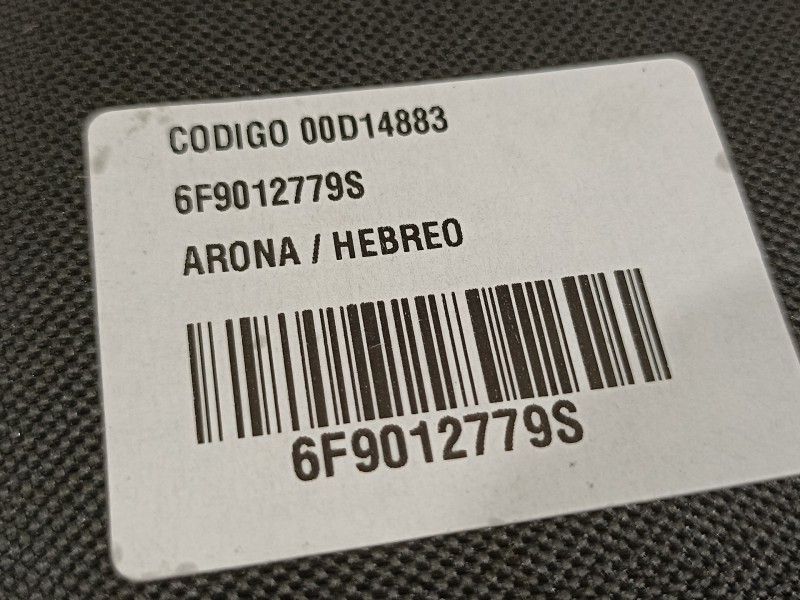 CODIGO 00D14883
6F9012779S
ARONA / HEBREO
6F9012779S